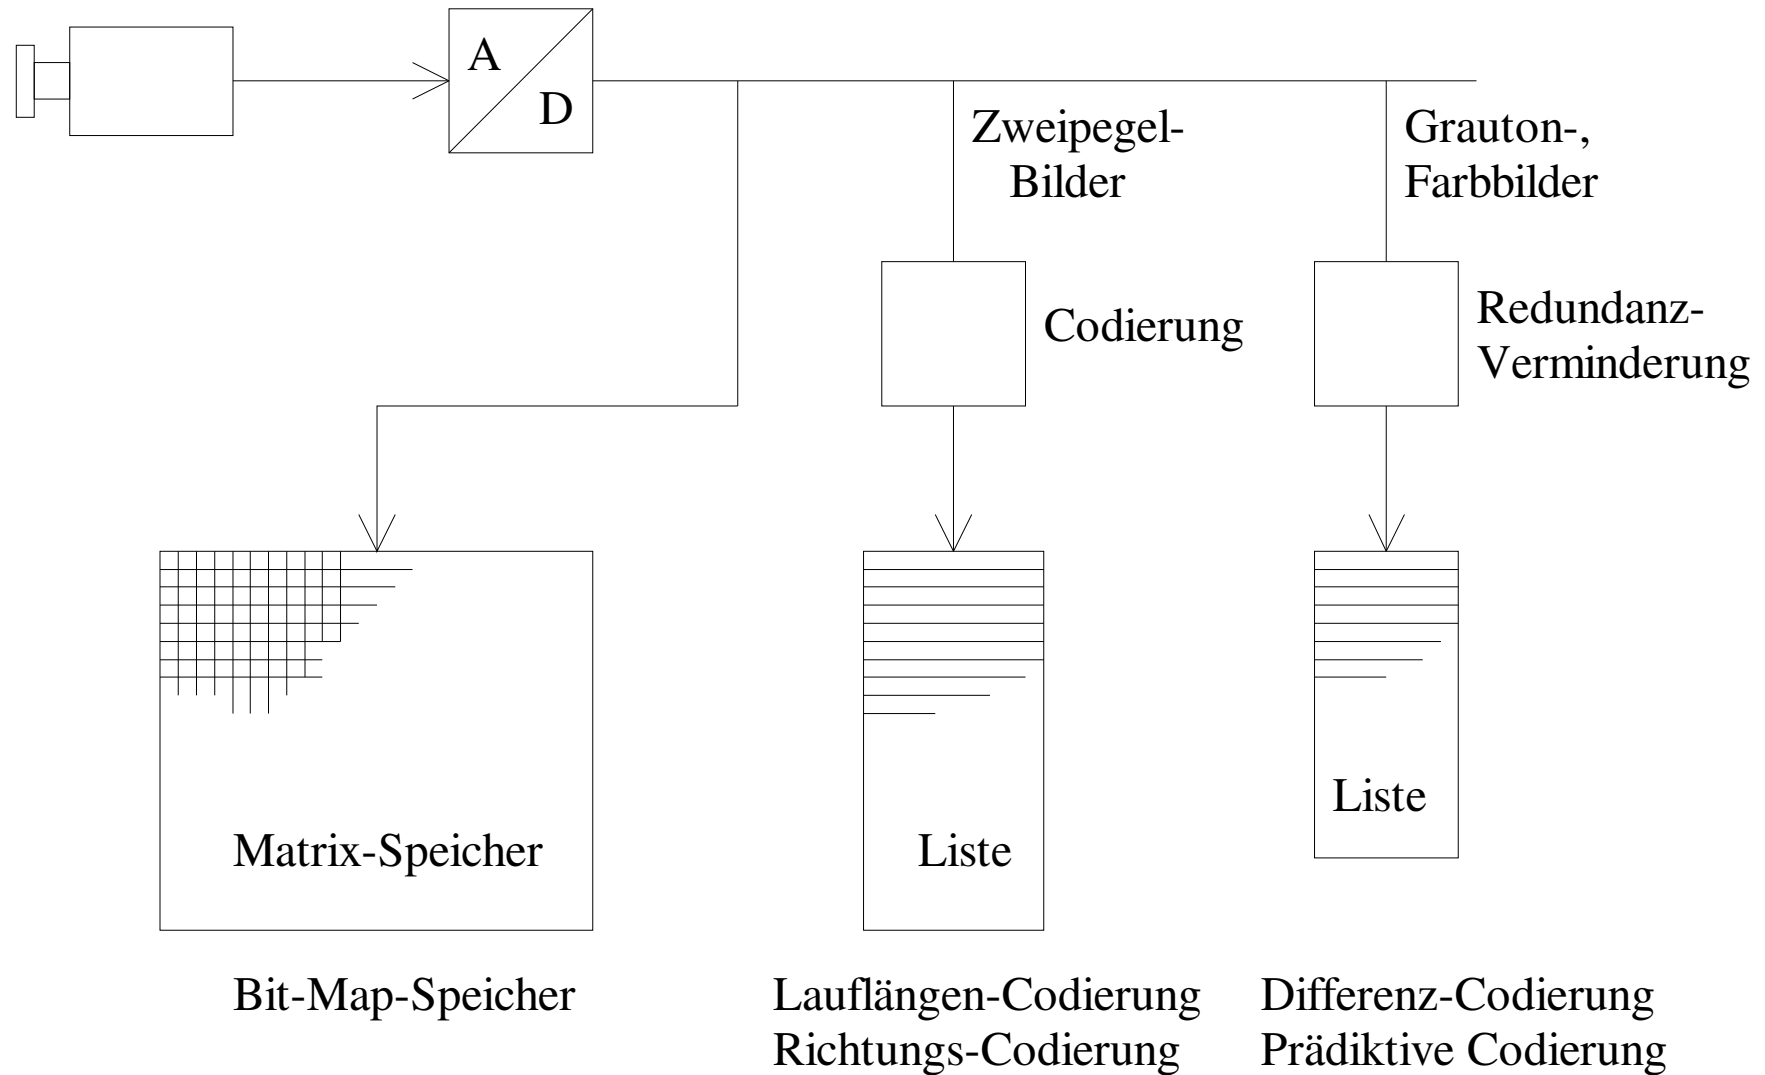 A
D
Zweipegel-
Bilder
Grauton-,
Farbbilder
Codierung
Redundanz-
Verminderung
Matrix-Speicher
Liste
Liste
Bit-Map-Speicher
Lauflängen-Codierung
Richtungs-Codierung
Differenz-Codierung
Prädiktive Codierung